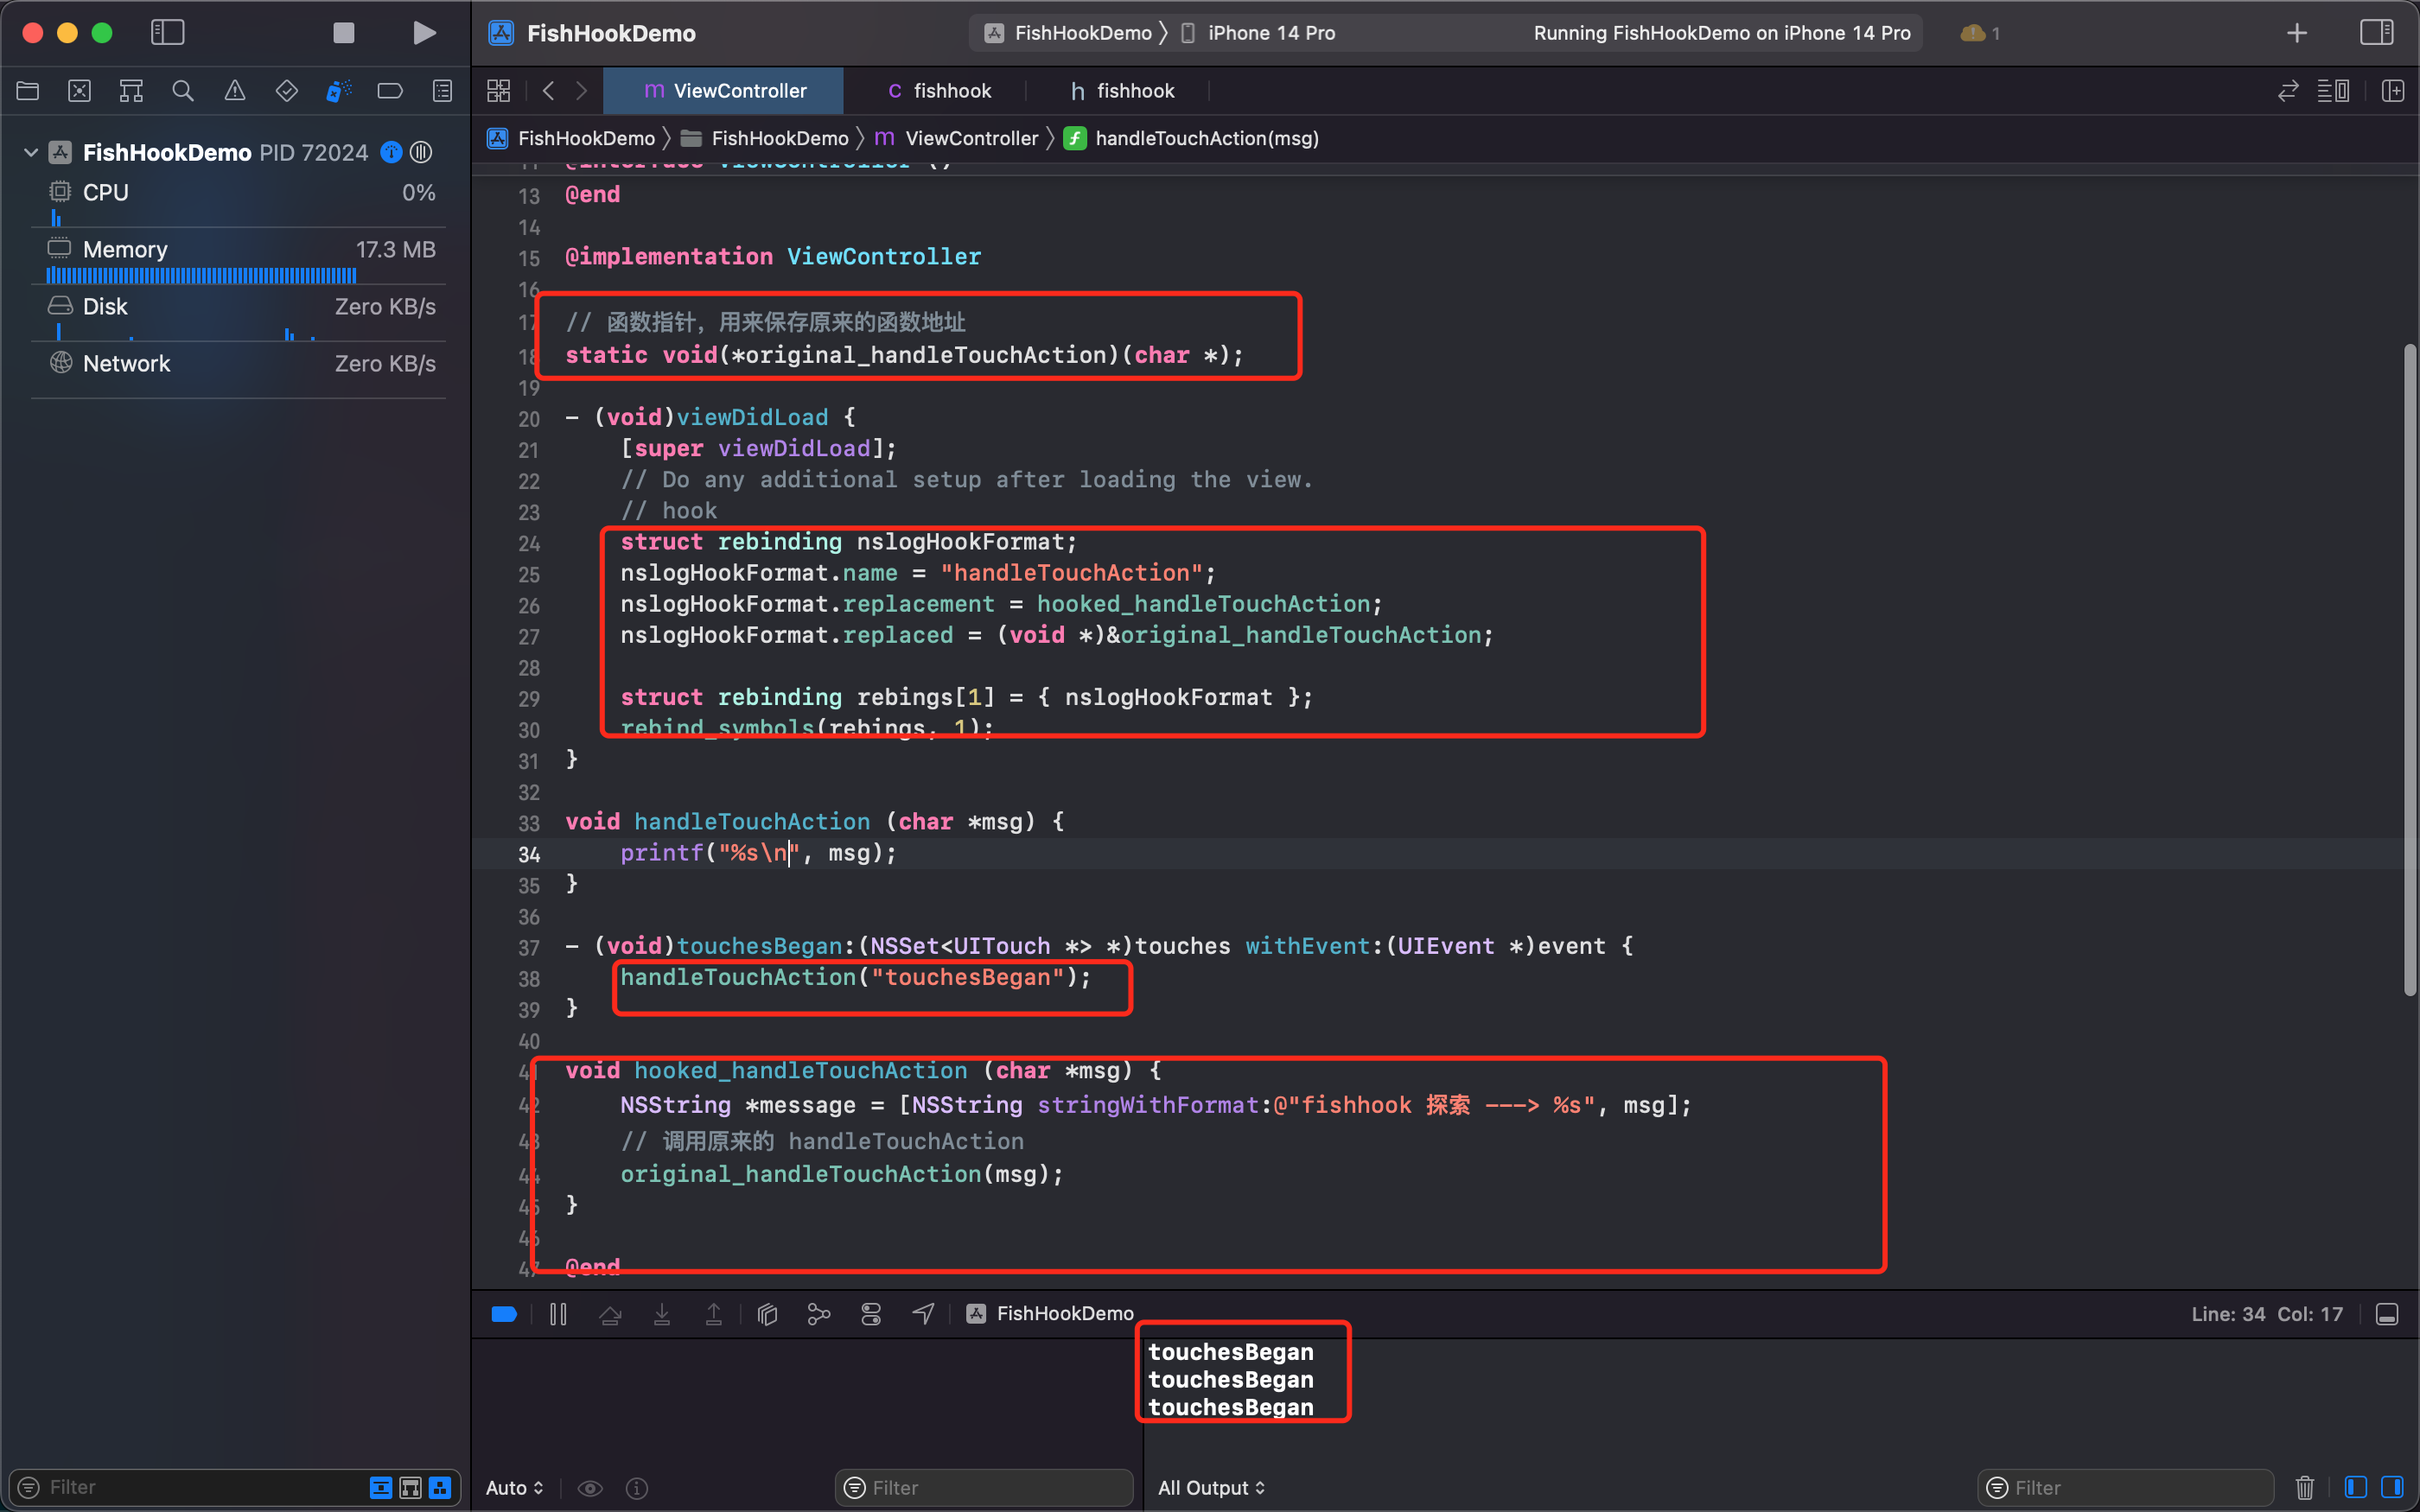 FishHookDemo
FishHookDemo 〉 iPhone 14 Pro
Running FishHookDemo on iPhone 14 Pro
1
m ViewController
C fishhook
h fishhook
FishHookDemo 〉 FishHookDemo 〉 m ViewController 〉 f handleTouchAction(msg)
FishHookDemo PID 72024
CPU 0%
Memory 17.3 MB
Disk Zero KB/s
Network Zero KB/s
@interface ViewController ()
13 @end
14
15 @implementation ViewController
16
17 // 函数指针，用来保存原来的函数地址
18 static void(*original_handleTouchAction)(char *);
19
20 - (void)viewDidLoad {
21 [super viewDidLoad];
22 // Do any additional setup after loading the view.
23 // hook
24 struct rebinding nslogHookFormat;
25 nslogHookFormat.name = "handleTouchAction";
26 nslogHookFormat.replacement = hooked_handleTouchAction;
27 nslogHookFormat.replaced = (void *)&original_handleTouchAction;
28
29 struct rebinding rebings[1] = { nslogHookFormat };
30 rebind_symbols(rebings, 1);
31 }
32
33 void handleTouchAction (char *msg) {
34 printf("%s\n", msg);
35 }
36
37 - (void)touchesBegan:(NSSet<UITouch *> *)touches withEvent:(UIEvent *)event {
38 handleTouchAction("touchesBegan");
39 }
40
41 void hooked_handleTouchAction (char *msg) {
42 NSString *message = [NSString stringWithFormat:@"fishhook 探索 ---> %s", msg];
43 // 调用原来的 handleTouchAction
44 original_handleTouchAction(msg);
45 }
46
47 @end
FishHookDemo
Line: 34 Col: 17
touchesBegan
touchesBegan
touchesBegan
Filter
Auto
Filter
All Output
Filter